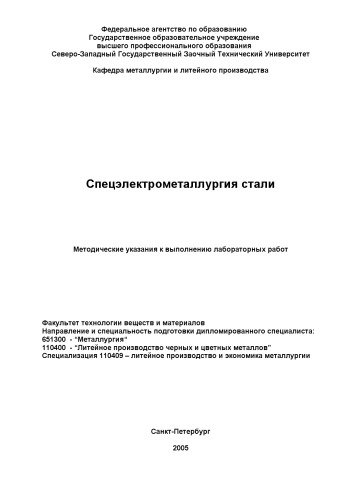 Федеральное агентство по образованию
Государственное образовательное учреждение
высшего профессионального образования
Северо-Западный Государственный Заочный Технический Университет
Кафедра металлургии и литейного производства
Спецэлектрометаллургия стали
Методические указания к выполнению лабораторных работ
Факультет технологии веществ и материалов
Направление и специальность подготовки дипломированного специалиста:
651300 - “Металлургия“
110400 - “Литейное производство черных и цветных металлов”
Специализация 110409 – литейное производство и экономика металлургии
Санкт-Петербург
2005